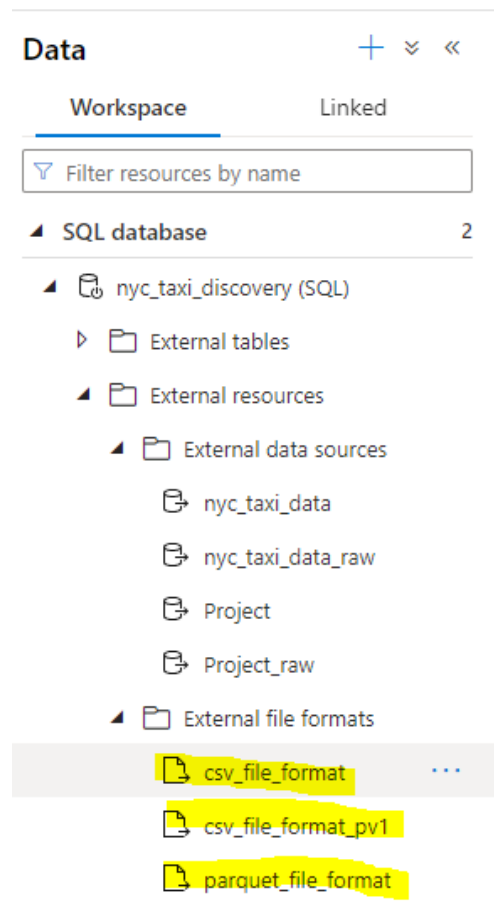 Data
Workspace Linked
Filter resources by name
SQL database 2
nyc_taxi_discovery (SQL)
External tables
External resources
External data sources
nyc_taxi_data
nyc_taxi_data_raw
Project
Project_raw
External file formats
csv_file_format
csv_file_format_pv1
parquet_file_format